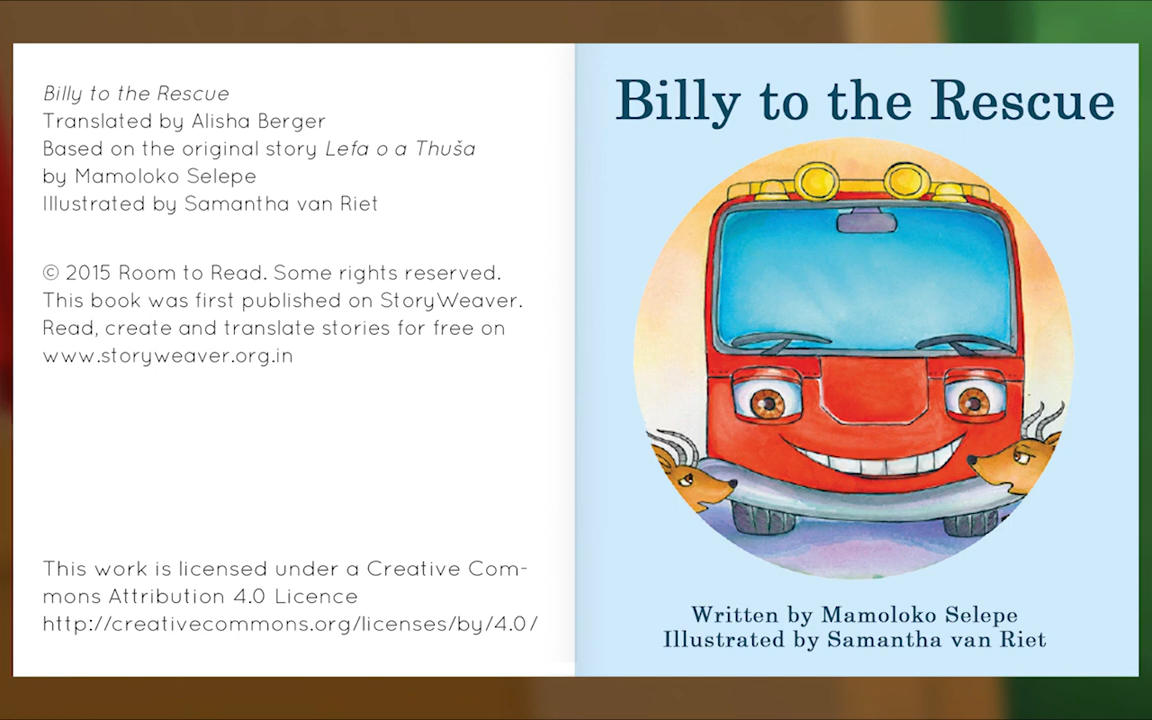 Billy to the Rescue
Translated by Alisha Berger
Based on the original story Lefa o a Thuša
by Mamoloko Selepe
Illustrated by Samantha van Riet
© 2015 Room to Read. Some rights reserved.
This book was first published on StoryWeaver.
Read, create and translate stories for free on
www.storyweaver.org.in
This work is licensed under a Creative Com-
mons Attribution 4.0 Licence
http://creativecommons.org/licenses/by/4.0/
Billy to the Rescue
Written by Mamoloko Selepe
Illustrated by Samantha van Riet